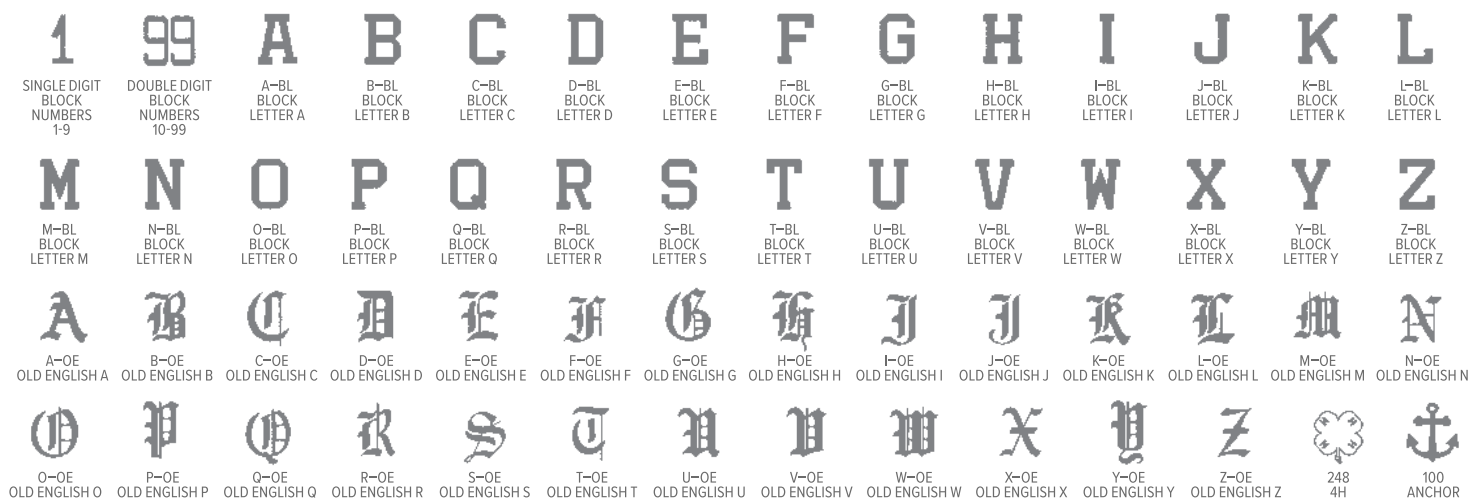 1 99 A B C D E F G H I J K L
SINGLE DIGIT
BLOCK
NUMBERS
1-9
DOUBLE DIGIT
BLOCK
NUMBERS
10-99
A–BL
BLOCK
LETTER A
B–BL
BLOCK
LETTER B
C–BL
BLOCK
LETTER C
D–BL
BLOCK
LETTER D
E–BL
BLOCK
LETTER E
F–BL
BLOCK
LETTER F
G–BL
BLOCK
LETTER G
H–BL
BLOCK
LETTER H
I–BL
BLOCK
LETTER I
J–BL
BLOCK
LETTER J
K–BL
BLOCK
LETTER K
L–BL
BLOCK
LETTER L
M N O P Q R S T U V W X Y Z
M–BL
BLOCK
LETTER M
N–BL
BLOCK
LETTER N
O–BL
BLOCK
LETTER O
P–BL
BLOCK
LETTER P
Q–BL
BLOCK
LETTER Q
R–BL
BLOCK
LETTER R
S–BL
BLOCK
LETTER S
T–BL
BLOCK
LETTER T
U–BL
BLOCK
LETTER U
V–BL
BLOCK
LETTER V
W–BL
BLOCK
LETTER W
X–BL
BLOCK
LETTER X
Y–BL
BLOCK
LETTER Y
Z–BL
BLOCK
LETTER Z
A B C D E F G H I J K L M N
A–OE
OLD ENGLISH A
B–OE
OLD ENGLISH B
C–OE
OLD ENGLISH C
D–OE
OLD ENGLISH D
E–OE
OLD ENGLISH E
F–OE
OLD ENGLISH F
G–OE
OLD ENGLISH G
H–OE
OLD ENGLISH H
I–OE
OLD ENGLISH I
J–OE
OLD ENGLISH J
K–OE
OLD ENGLISH K
L–OE
OLD ENGLISH L
M–OE
OLD ENGLISH M
N–OE
OLD ENGLISH N
O P Q R S T U V W X Y Z H H H H
O–OE
OLD ENGLISH O
P–OE
OLD ENGLISH P
Q–OE
OLD ENGLISH Q
R–OE
OLD ENGLISH R
S–OE
OLD ENGLISH S
T–OE
OLD ENGLISH T
U–OE
OLD ENGLISH U
V–OE
OLD ENGLISH V
W–OE
OLD ENGLISH W
X–OE
OLD ENGLISH X
Y–OE
OLD ENGLISH Y
Z–OE
OLD ENGLISH Z
248
4H
100
ANCHOR